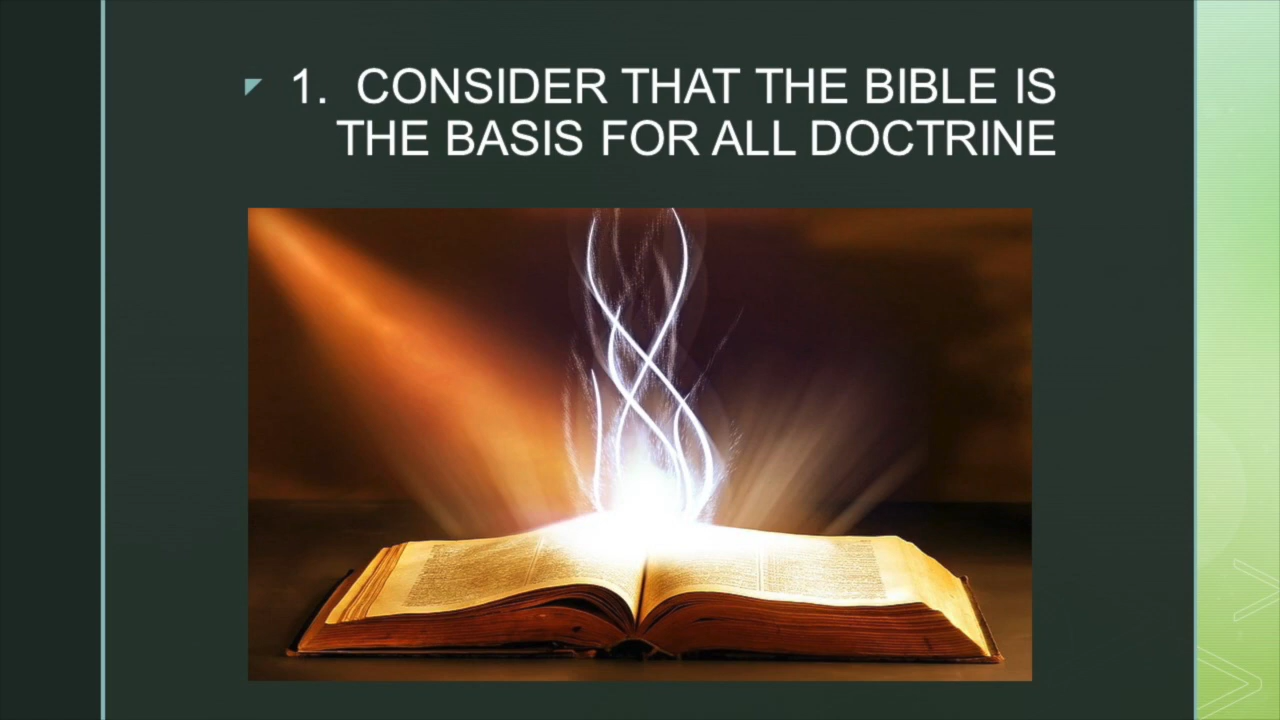 1. CONSIDER THAT THE BIBLE IS
THE BASIS FOR ALL DOCTRINE